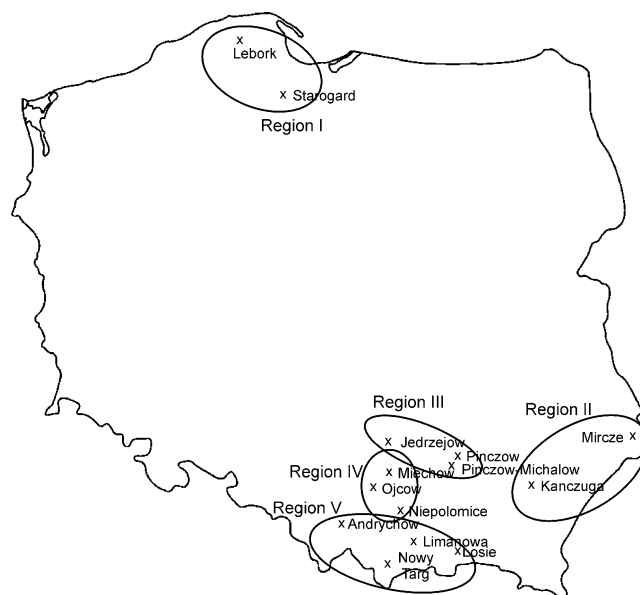 Lebork
x Starogard
Region I
Region III
Region II
x Jedrzejow
Mircze x
x Pinczow
x Pinczow-Michalow
Region IV
x Miechow
x Ojcow
x Kanczuga
Region V
x Niepolomice
x Andrychow
x Limanowa
x Losie
x Nowy
Targ